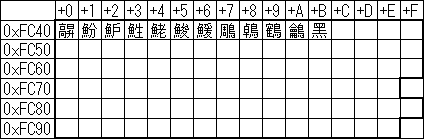 +0 +1 +2 +3 +4 +5 +6 +7 +8 +9 +A +B +C +D +E +F
0xFC40 髜 魵 魲 鮏 鮱 鮻 鰀 鵰 鵫 鶴 鸙 黑
0xFC50
0xFC60
0xFC70
0xFC80
0xFC90